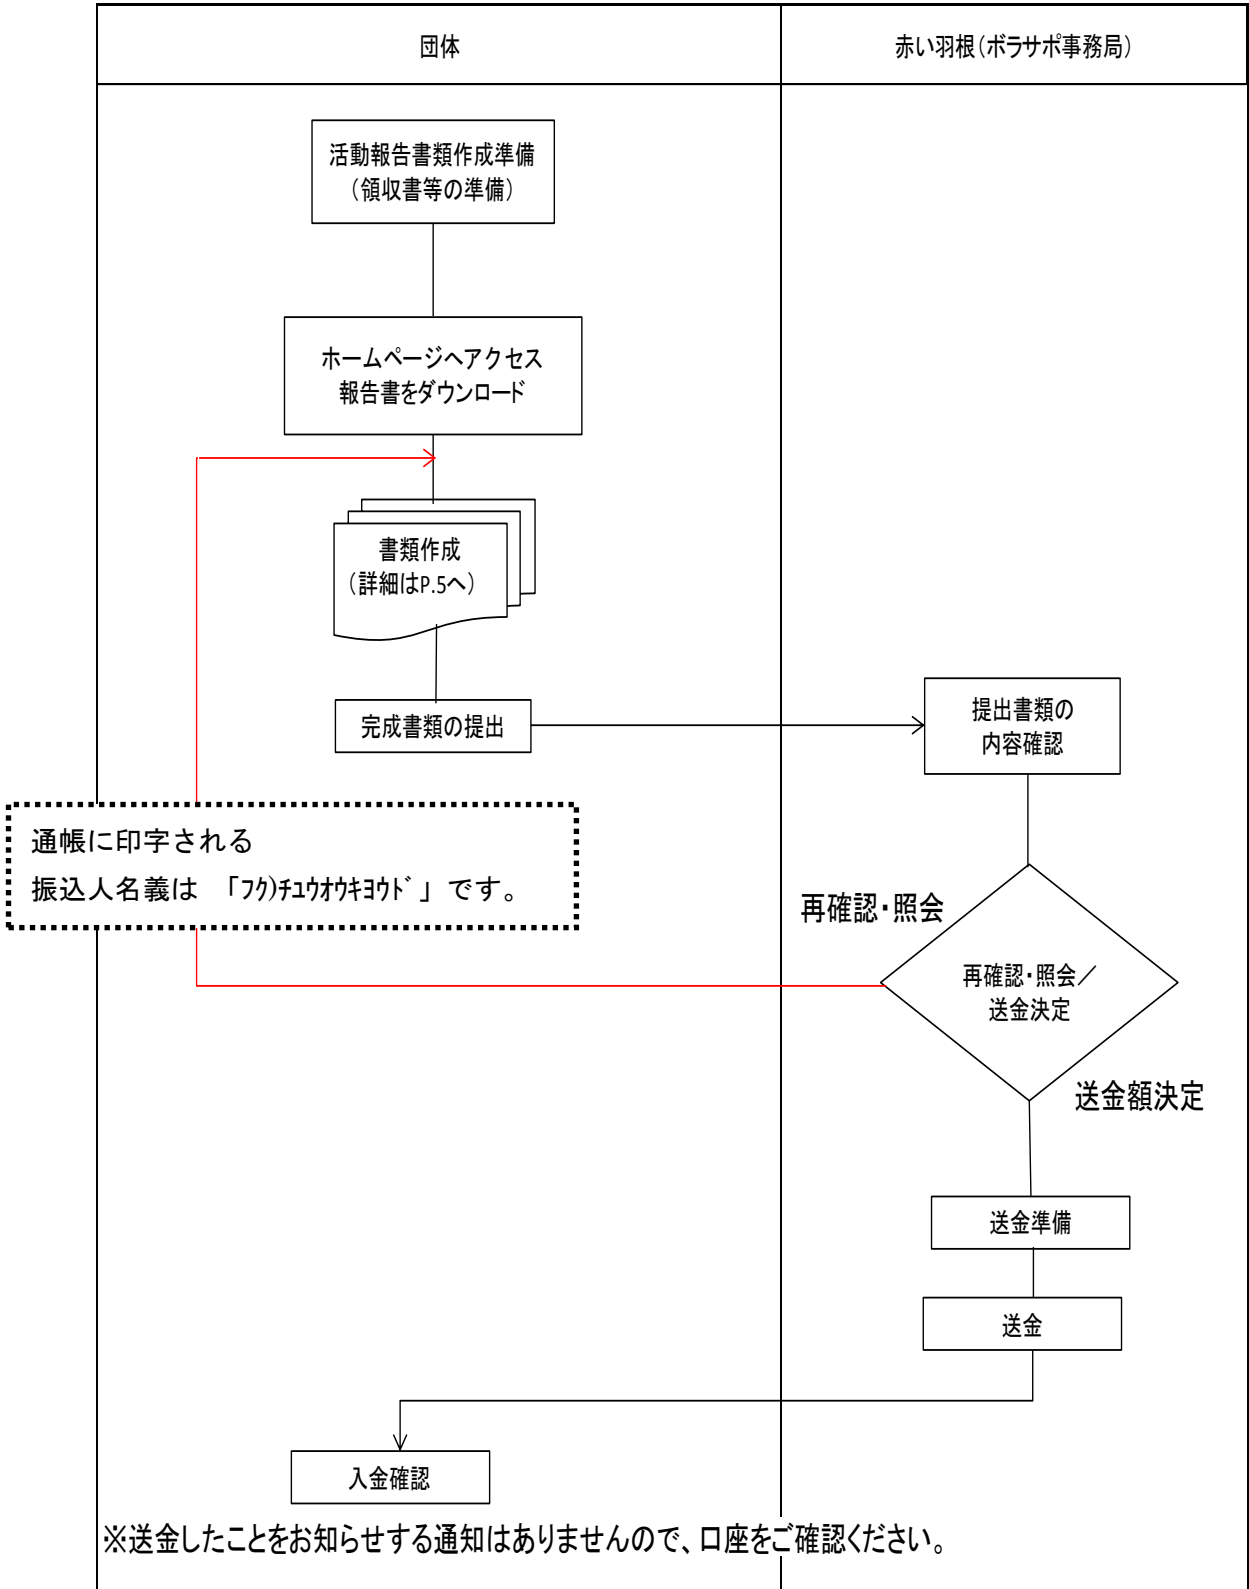 団体
赤い羽根（ボラサポ事務局）
活動報告書類作成準備
（領収書等の準備）
ホームページへアクセス
報告書をダウンロード
書類作成
（詳細はP.5へ）
完成書類の提出
提出書類の
内容確認
通帳に印字される
振込人名義は 「ﾌｸ)ﾁﾕｳｵｳｷﾖｳﾄﾞ」です。
再確認・照会
再確認・照会／
送金決定
送金額決定
送金準備
送金
入金確認
※送金したことをお知らせする通知はありませんので、口座をご確認ください。